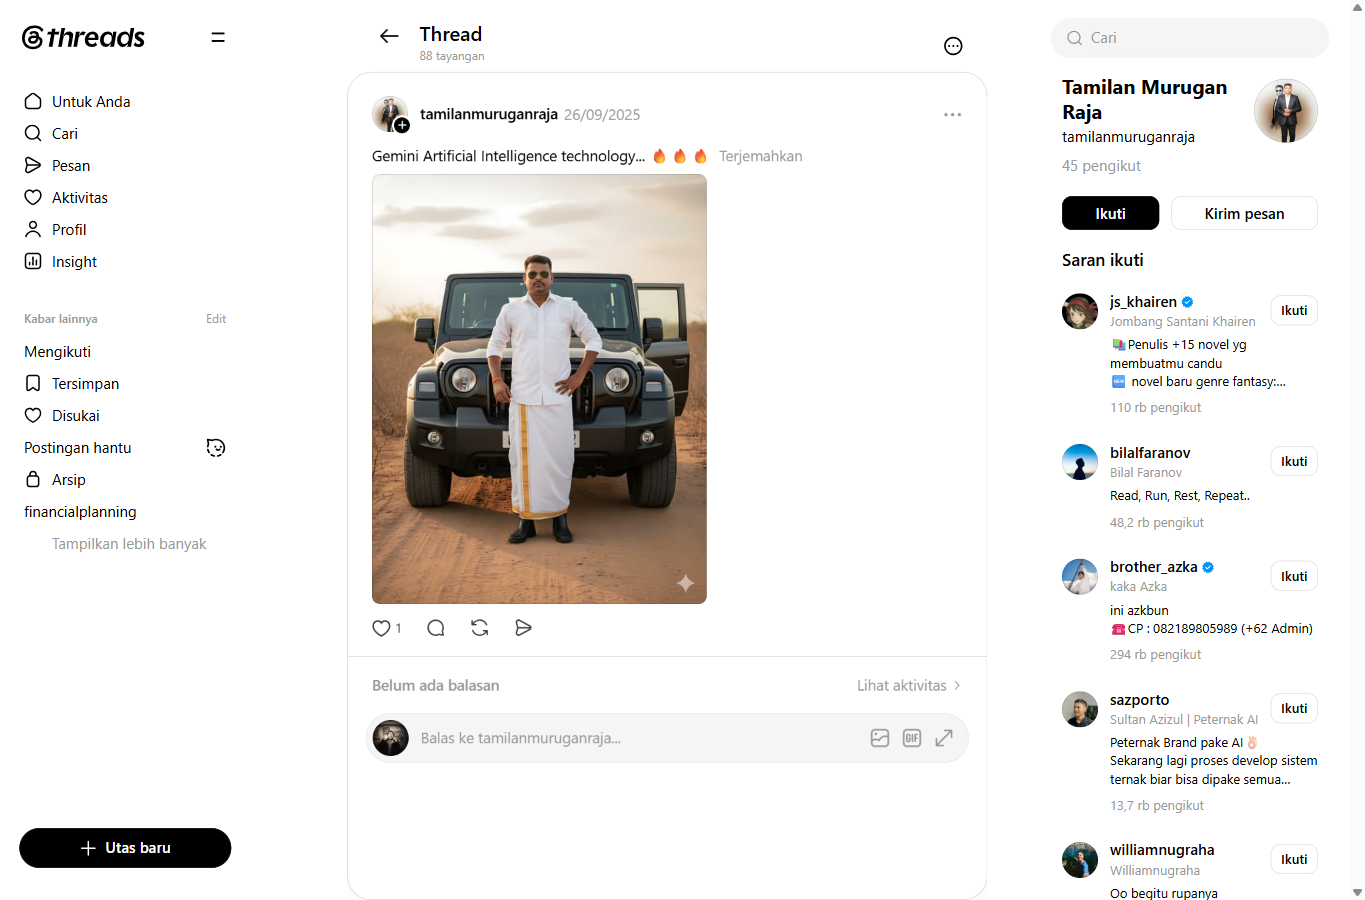 threads
Untuk Anda
Cari
Pesan
Aktivitas
Profil
Insight
Kabar lainnya
Edit
Mengikuti
Tersimpan
Disukai
Postingan hantu
Arsip
financialplanning
Tampilkan lebih banyak
Utas baru
Thread
88 tayangan
tamilanmuruganraja 26/09/2025
Gemini Artificial Intelligence technology... 🔥 🔥 🔥 Terjemahkan
1
Belum ada balasan
Lihat aktivitas
Balas ke tamilanmuruganraja...
GIF
Cari
Tamilan Murugan
Raja
tamilanmuruganraja
45 pengikut
Ikuti
Kirim pesan
Saran ikuti
js_khairen
Jombang Santani Khairen
Ikuti
📚Penulis +15 novel yg
membuatmu candu
🆕 novel baru genre fantasy:...
110 rb pengikut
bilalfaranov
Bilal Faranov
Ikuti
Read, Run, Rest, Repeat..
48,2 rb pengikut
brother_azka
kaka Azka
Ikuti
ini azkbun
☎️CP : 082189805989 (+62 Admin)
294 rb pengikut
sazporto
Sultan Azizul | Peternak AI
Ikuti
Peternak Brand pake AI✌🏻
Sekarang lagi proses develop sistem
ternak biar bisa dipake semua...
13,7 rb pengikut
williamnugraha
Williamnugraha
Ikuti
Oo begitu rupanya